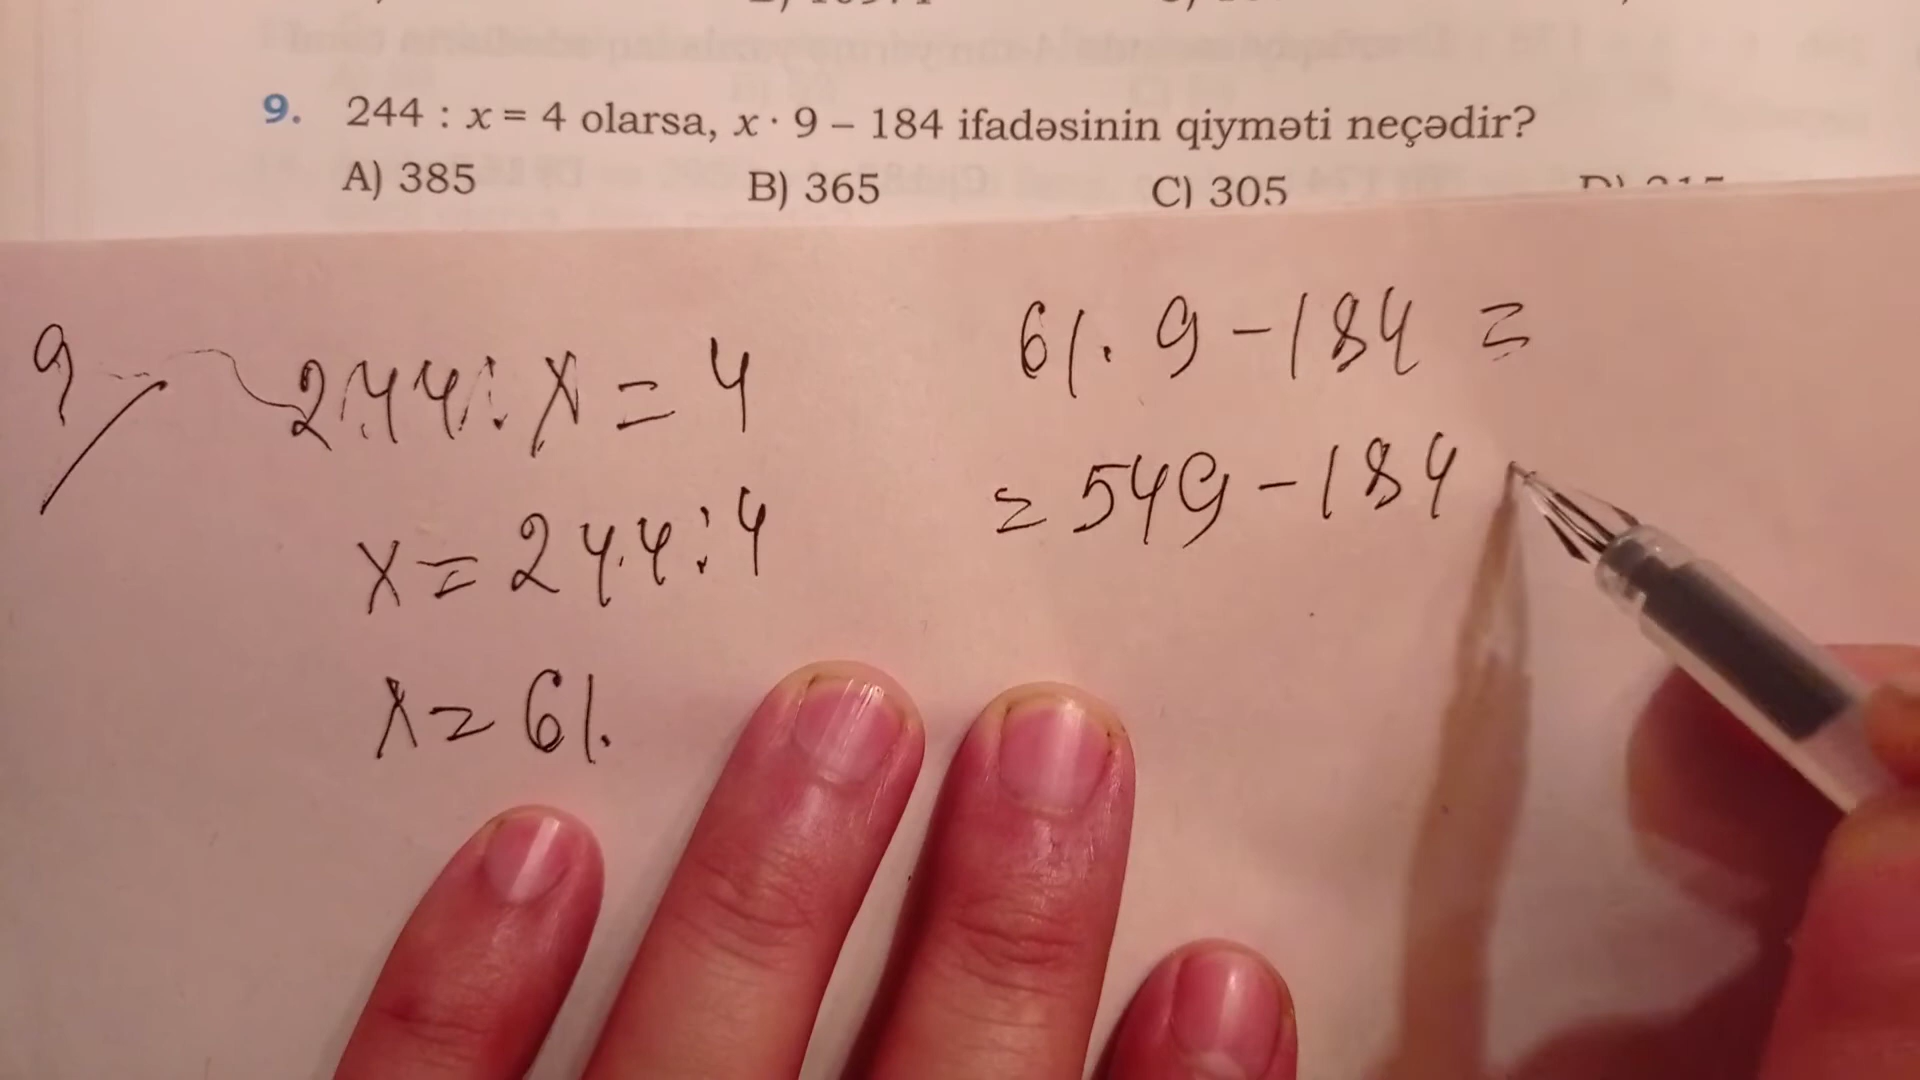 9. 244 : x = 4 olarsa, x · 9 – 184 ifadəsinin qiyməti neçədir?
A) 385 B) 365 C) 305
9
244 : x = 4
x = 244 : 4
x = 61.
61 . 9 - 184 =
= 549 - 184